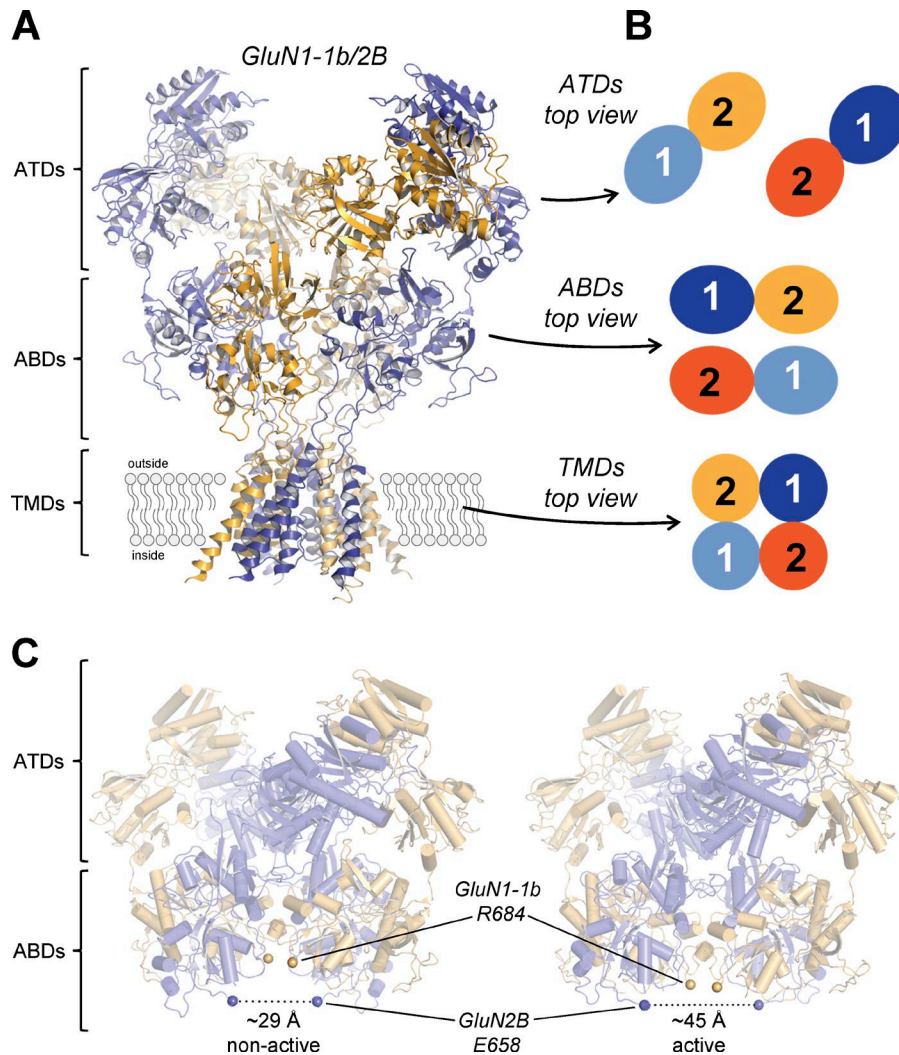 A
GluN1-1b/2B
ATDs
ABDs
TMDs
outside
inside
B
ATDs
top view
2
1
1
2
ABDs
top view
1
2
2
1
TMDs
top view
2
1
1
2
C
ATDs
ABDs
GluN1-1b
R684
~29 Å
non-active
GluN2B
E658
~45 Å
active